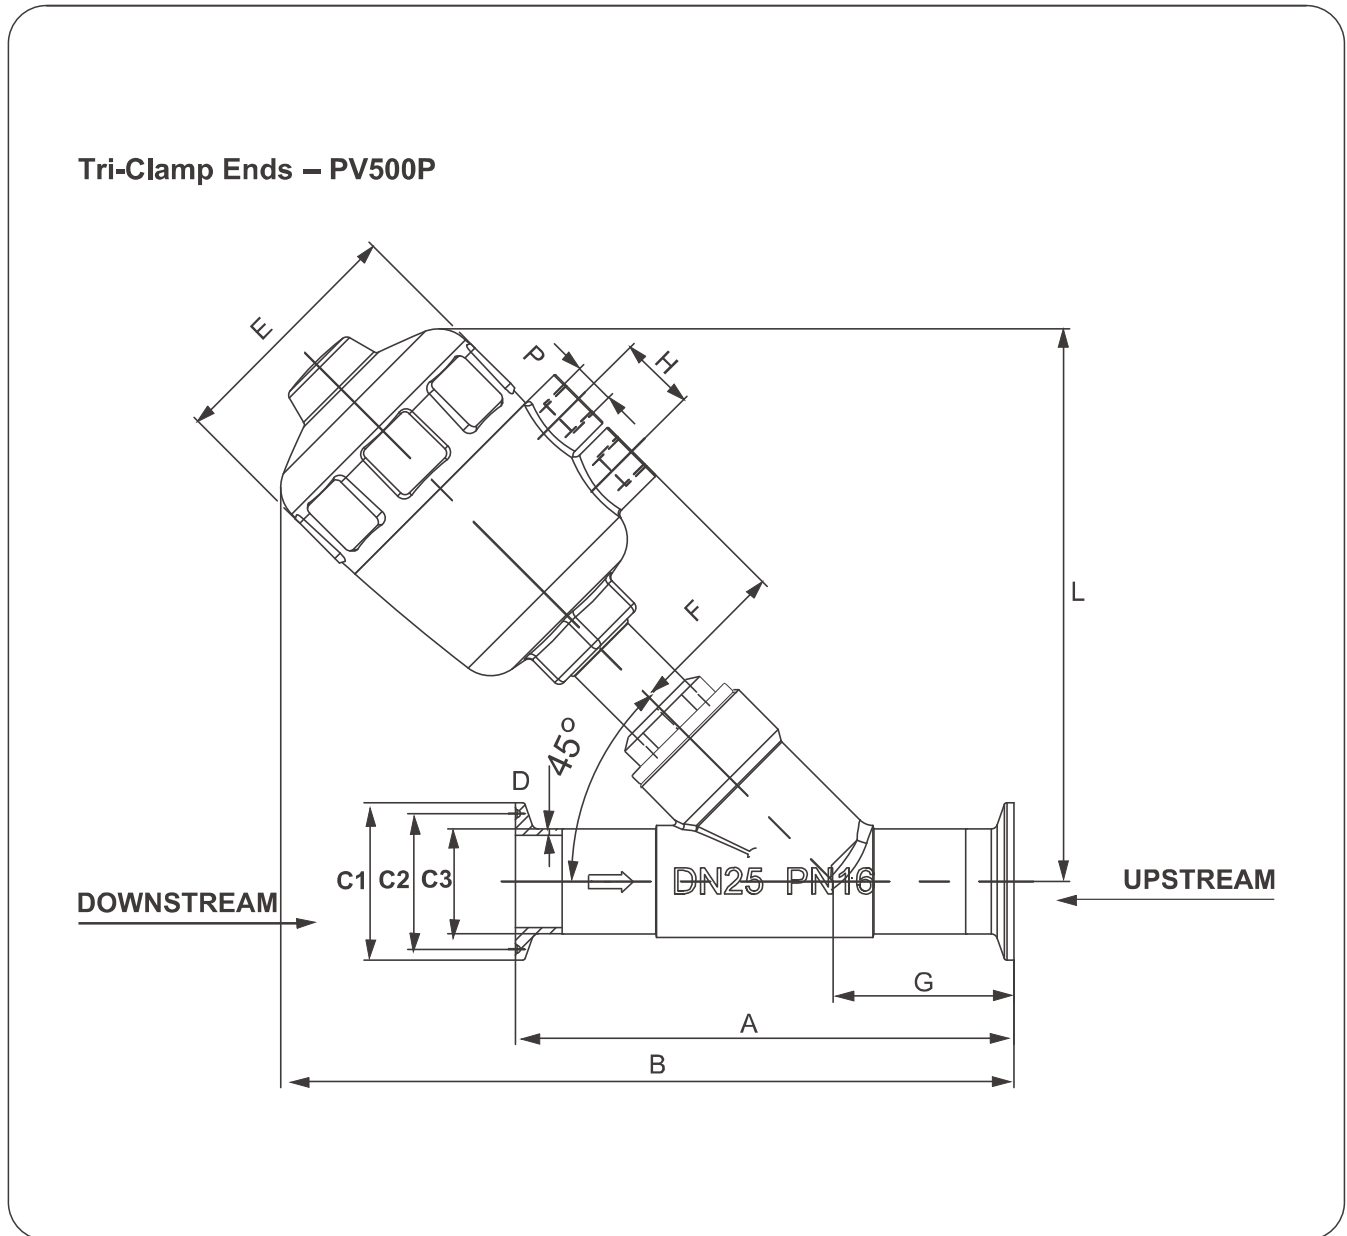 Tri-Clamp Ends – PV500P
E
P
H
L
F
45°
D
C1
C2
C3
DN25 PN16
UPSTREAM
DOWNSTREAM
G
A
B